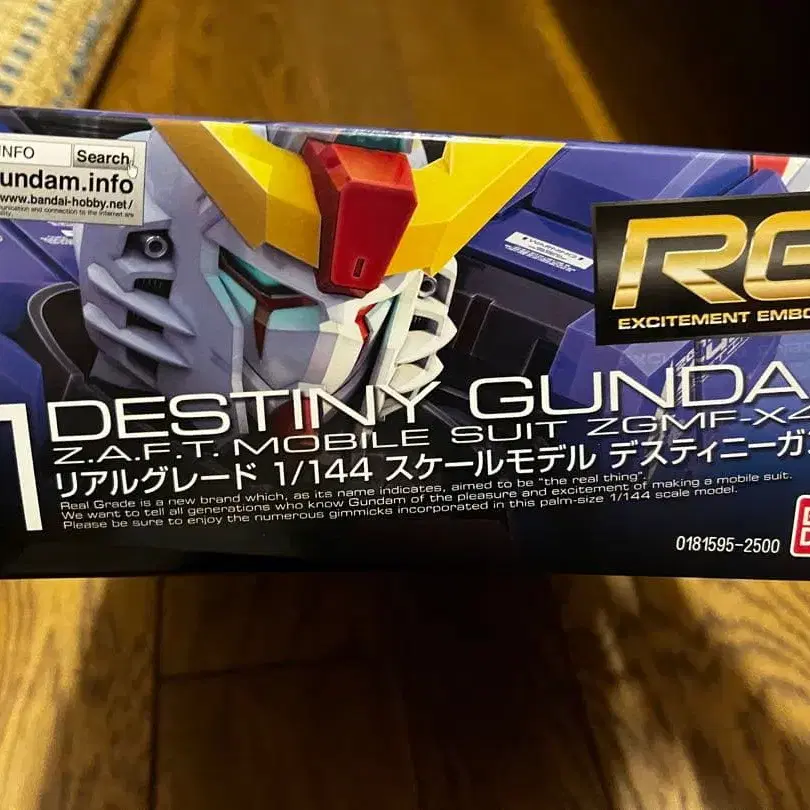 INFO Search
undam.info
www.bandai-hobby.net/
RG
EXCITEMENT EMBO
WARNING
1
DESTINY GUNDA
Z.A.F.T. MOBILE SUIT ZGMF-X4
リアルグレード 1/144 スケールモデル デスティニーガ
Real Grade is a new brand which, as its name indicates, aimed to be "the real thing".
We want to tell all generations who know Gundam of the pleasure and excitement of making a mobile suit.
Please be sure to enjoy the numerous gimmicks incorporated in this palm-size 1/144 scale model.
0181595-2500